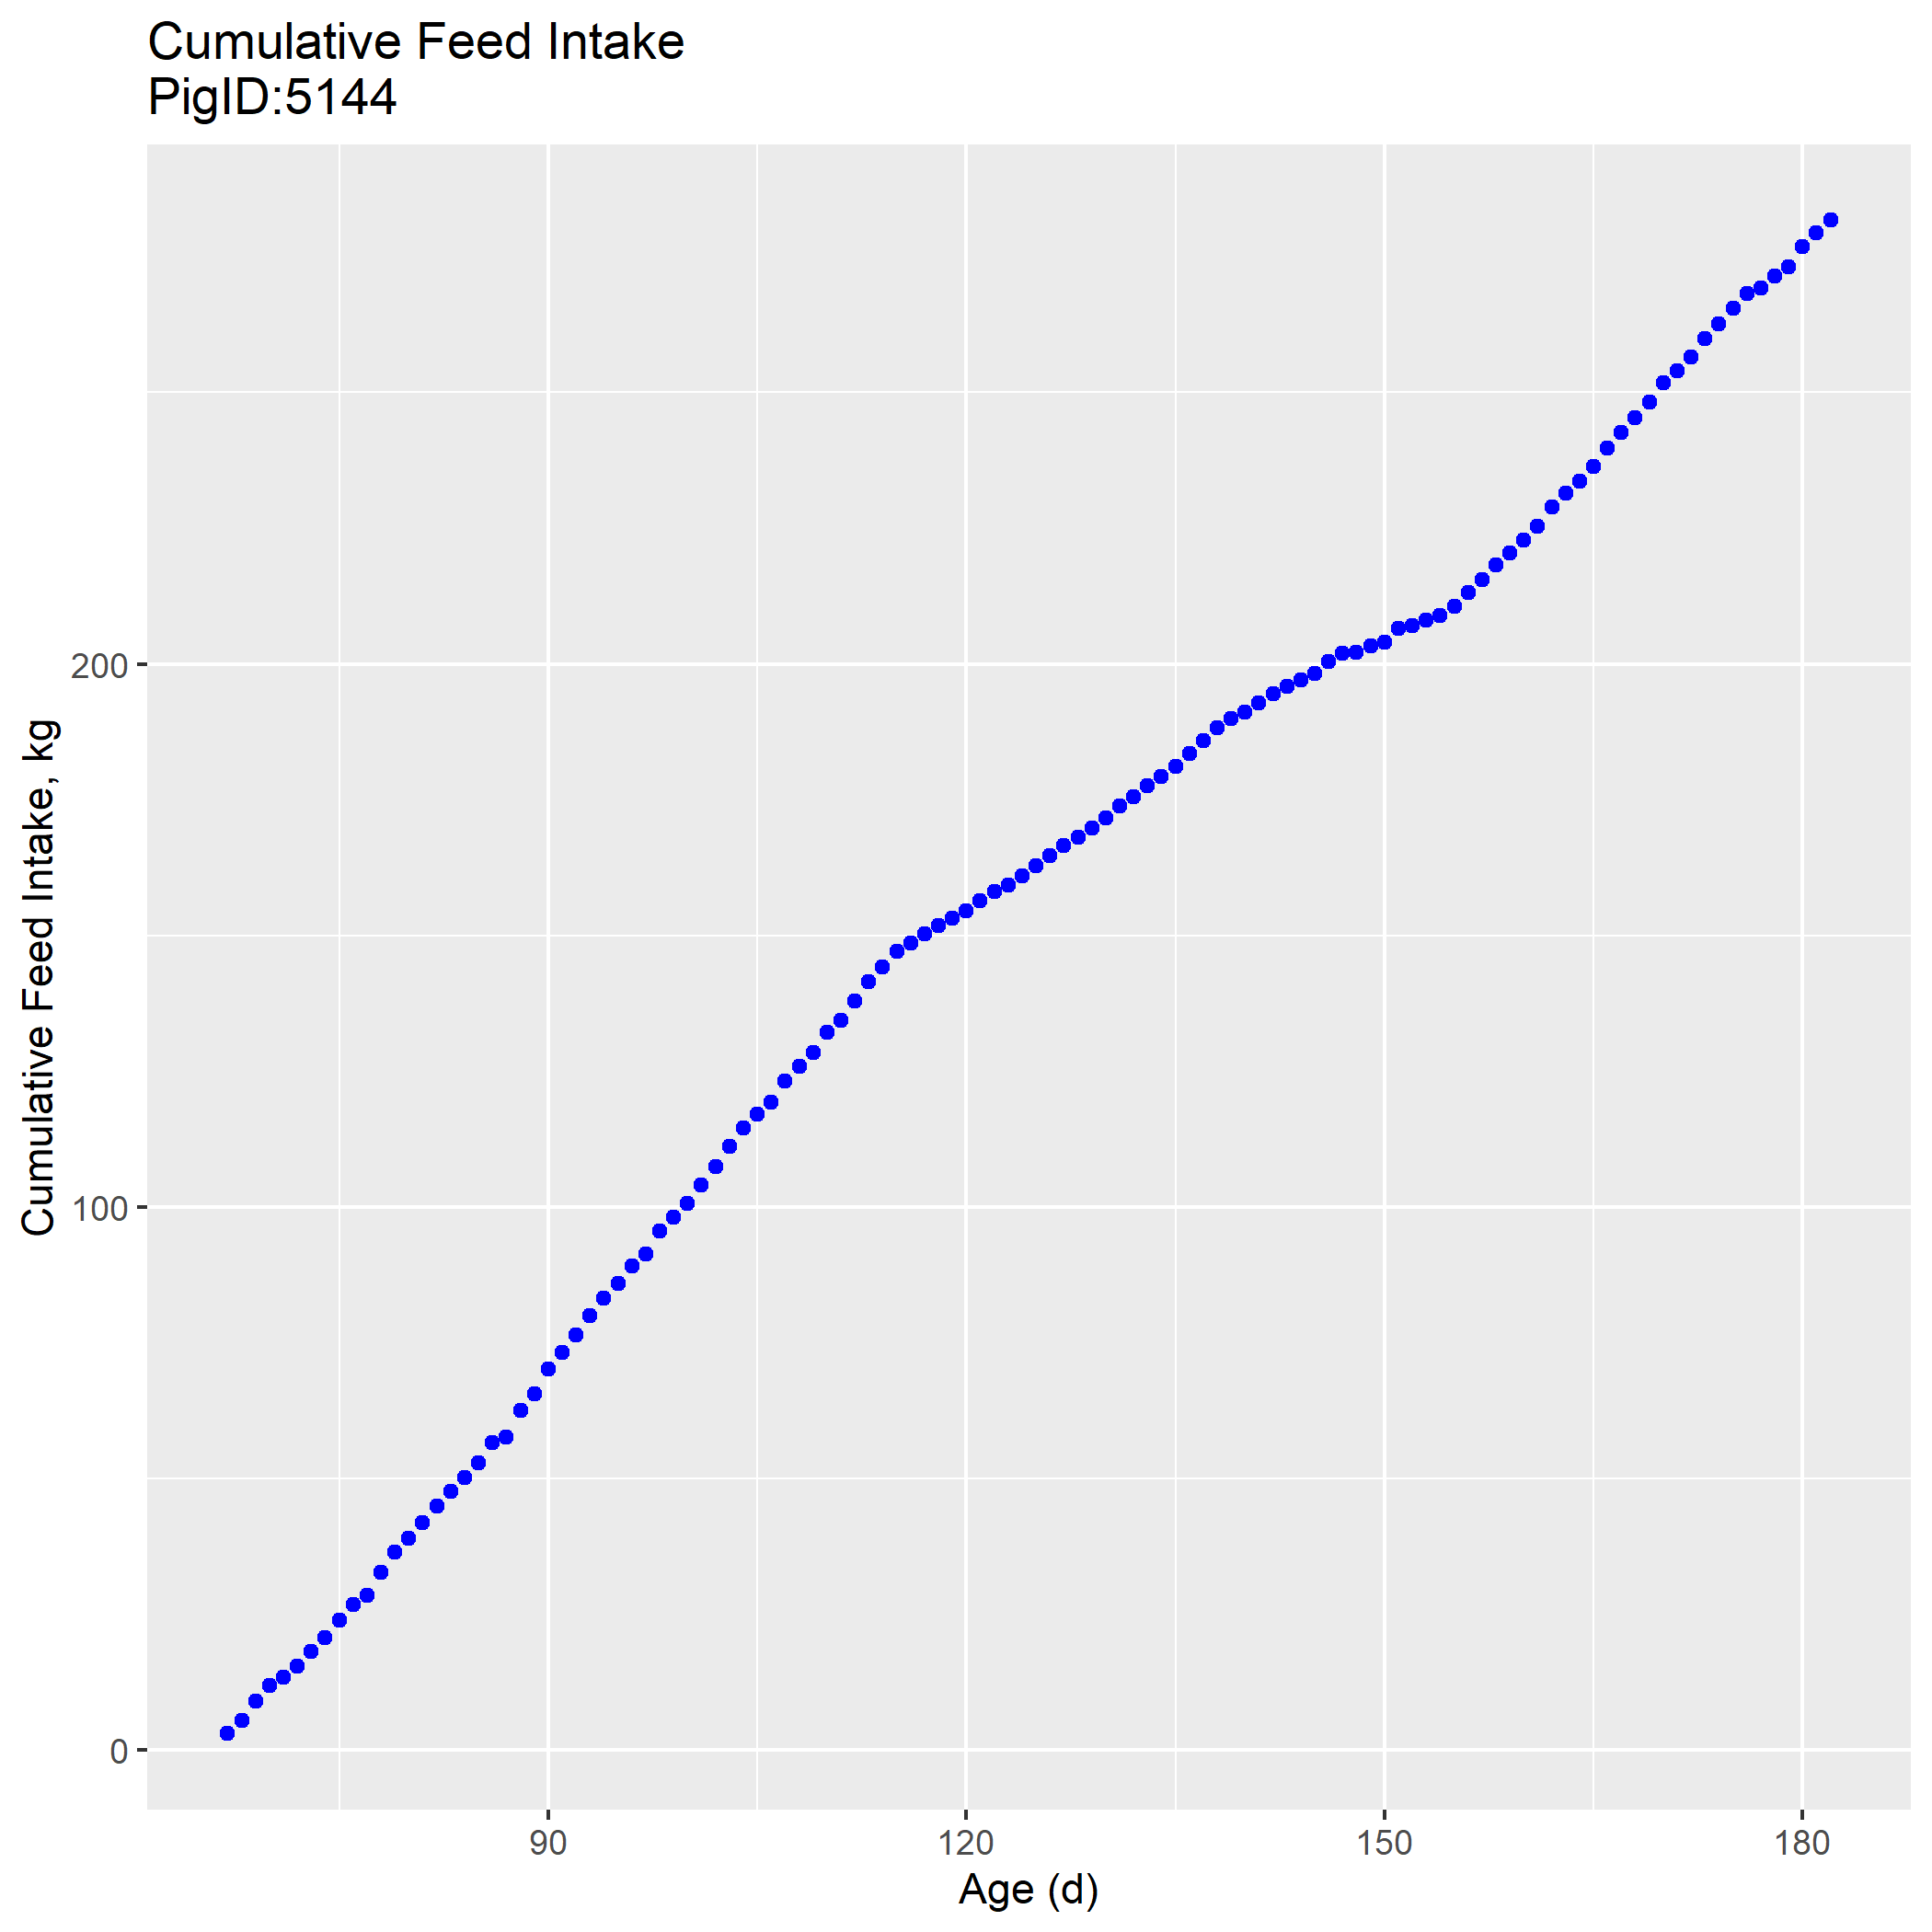 Cumulative Feed Intake
PigID:5144
Cumulative Feed Intake, kg
200
100
0
90
120
150
180
Age (d)